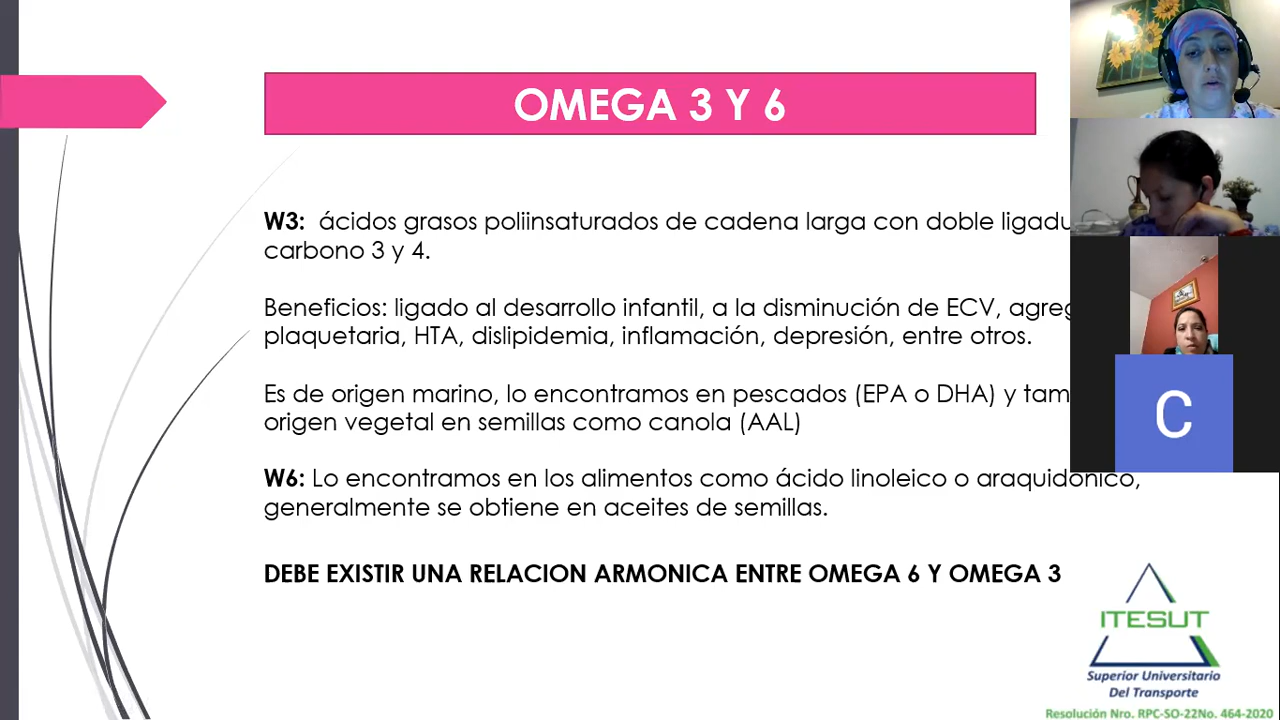 OMEGA 3 Y 6
W3: ácidos grasos poliinsaturados de cadena larga con doble
carbono 3 y 4.
Beneficios: ligado al desarrollo infantil, a la disminución de ECV,
plaquetaria, HTA, dislipidemia, inflamación, depresión, entre otros.
Es de origen marino, lo encontramos en pescados (EPA o DHA) y
origen vegetal en semillas como canola (AAL)
W6: Lo encontramos en los alimentos como ácido linoleico o araquidónico,
generalmente se obtiene en aceites de semillas.
DEBE EXISTIR UNA RELACION ARMONICA ENTRE OMEGA 6 Y OMEGA 3
C
ITESUT
Superior Universitario
Del Transporte
Resolución Nro. RPC-SO-22No. 464-2020